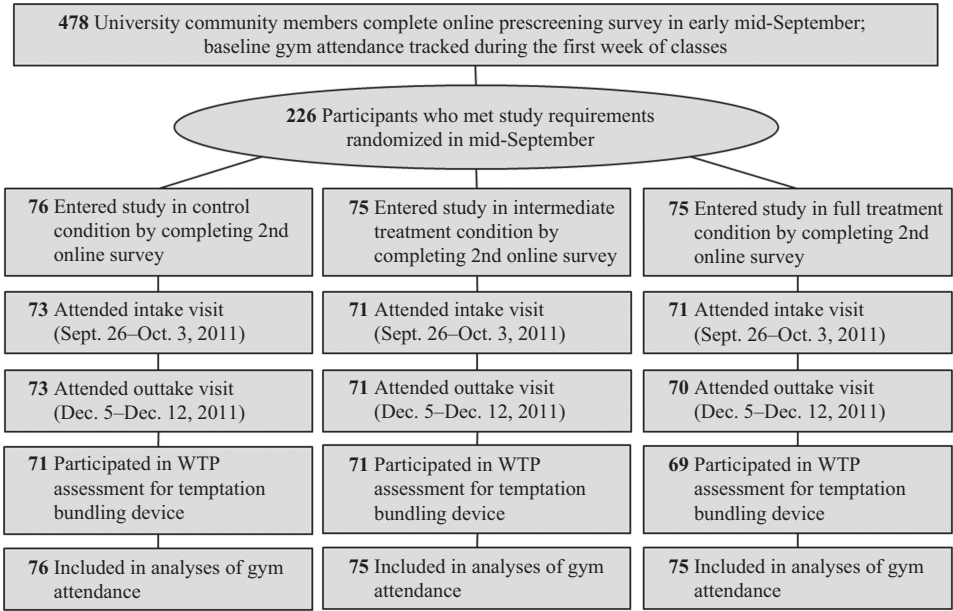 478 University community members complete online prescreening survey in early mid-September;
baseline gym attendance tracked during the first week of classes
226 Participants who met study requirements
randomized in mid-September
76 Entered study in control
condition by completing 2nd
online survey
75 Entered study in intermediate
treatment condition by
completing 2nd online survey
75 Entered study in full treatment
condition by completing 2nd
online survey
73 Attended intake visit
(Sept. 26–Oct. 3, 2011)
71 Attended intake visit
(Sept. 26–Oct. 3, 2011)
71 Attended intake visit
(Sept. 26–Oct. 3, 2011)
73 Attended outtake visit
(Dec. 5–Dec. 12, 2011)
71 Attended outtake visit
(Dec. 5–Dec. 12, 2011)
70 Attended outtake visit
(Dec. 5–Dec. 12, 2011)
71 Participated in WTP
assessment for temptation
bundling device
71 Participated in WTP
assessment for temptation
bundling device
69 Participated in WTP
assessment for temptation
bundling device
76 Included in analyses of gym
attendance
75 Included in analyses of gym
attendance
75 Included in analyses of gym
attendance